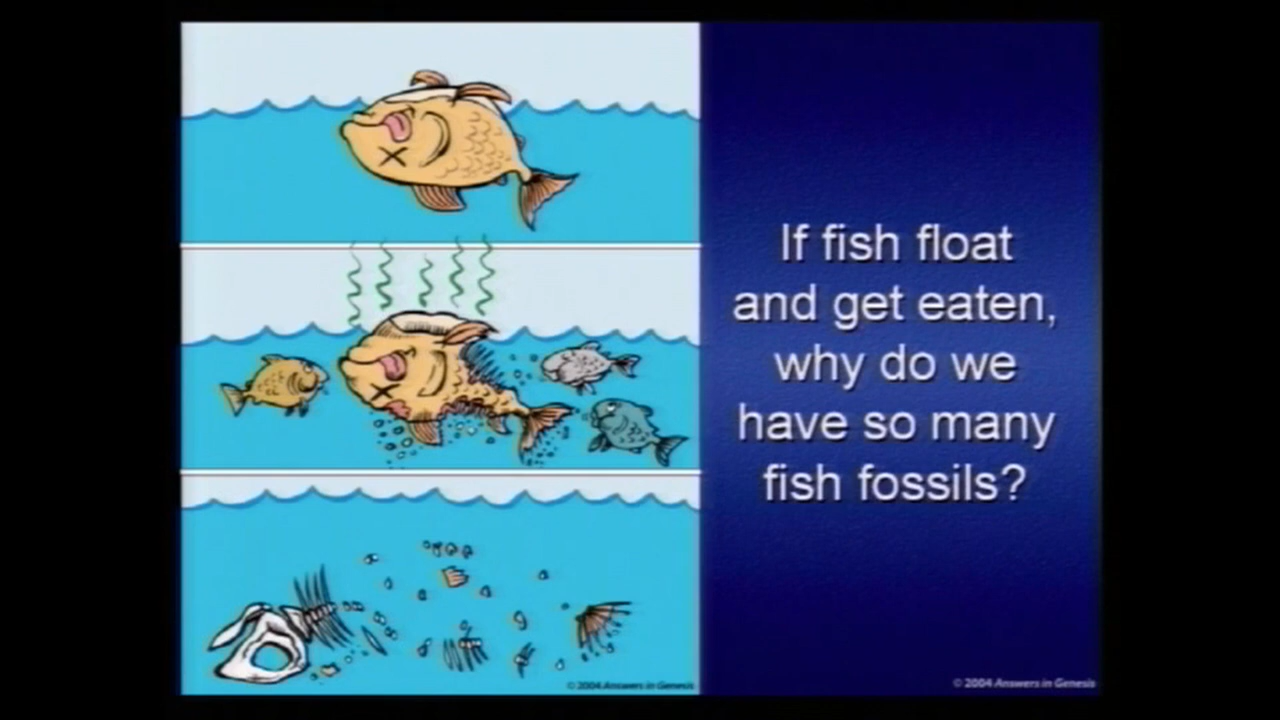 If fish float
and get eaten,
why do we
have so many
fish fossils?
© 2004 Answers in Genesis
© 2004 Answers in Genesis